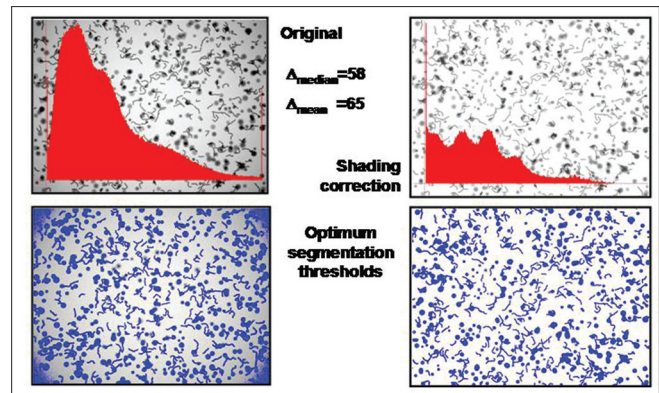 Original
Δmedian=58
Δmean =65
Shading
correction
Optimum
segmentation
thresholds